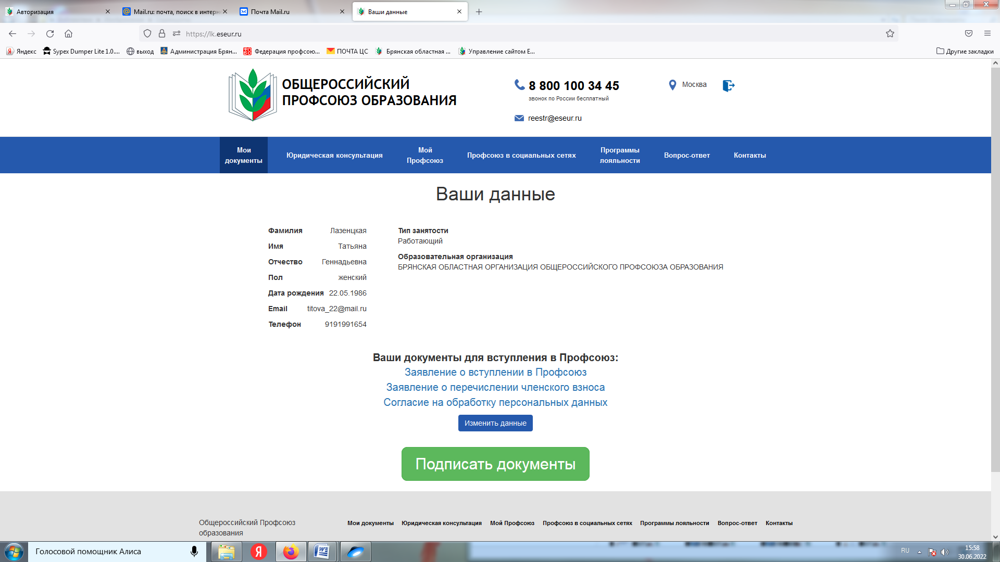 Авторизация
Mail.ru: почта, поиск в интерн
Почта Mail.ru
Ваши данные
https://lk.eseur.ru
Яндекс
Sypex Dumper Lite 1.0....
выход
Администрация Брян...
Федерация профсою...
ПОЧТА ЦС
Брянская областная ...
Управление сайтом E...
Другие закладки
ОБЩЕРОССИЙСКИЙ
ПРОФСОЮЗ ОБРАЗОВАНИЯ
8 800 100 34 45
звонок по России бесплатный
reestr@eseur.ru
Москва
Мои
документы
Юридическая консультация
Мой
Профсоюз
Профсоюз в социальных сетях
Программы
лояльности
Вопрос-ответ
Контакты
Ваши данные
Фамилия Лазенцкая
Имя Татьяна
Отчество Геннадьевна
Пол женский
Дата рождения 22.05.1986
Email titova_22@mail.ru
Телефон 9191991654
Тип занятости
Работающий
Образовательная организация
БРЯНСКАЯ ОБЛАСТНАЯ ОРГАНИЗАЦИЯ ОБЩЕРОССИЙСКОГО ПРОФСОЮЗА ОБРАЗОВАНИЯ
Ваши документы для вступления в Профсоюз:
Заявление о вступлении в Профсоюз
Заявление о перечислении членского взноса
Согласие на обработку персональных данных
Изменить данные
Подписать документы
Общероссийский Профсоюз
образования
Мои документы Юридическая консультация Мой Профсоюз Профсоюз в социальных сетях Программы лояльности Вопрос-ответ Контакты
Голосовой помощник Алиса
RU
15:58
30.06.2022